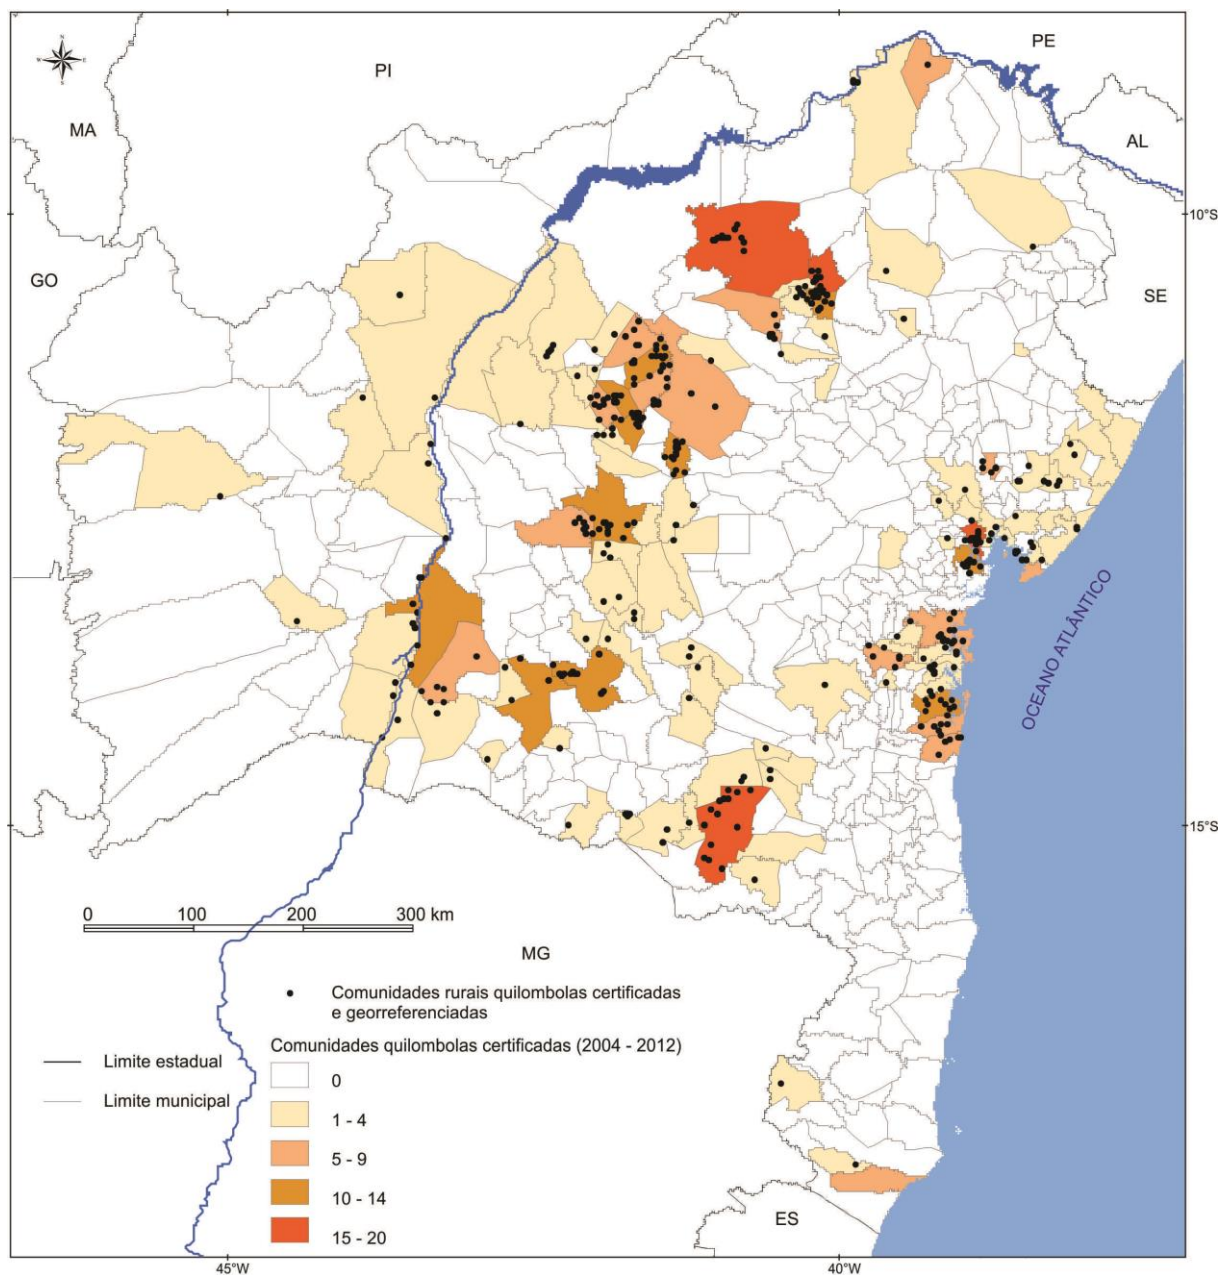 N
W E
S
PE
PI
MA
AL
10°S
GO
SE
OCEANO ATLÂNTICO
15°S
0 100 200 300 km
MG
Comunidades rurais quilombolas certificadas
e georreferenciadas
Comunidades quilombolas certificadas (2004 - 2012)
Limite estadual
0
Limite municipal
1 - 4
5 - 9
10 - 14
ES
15 - 20
45°W
40°W